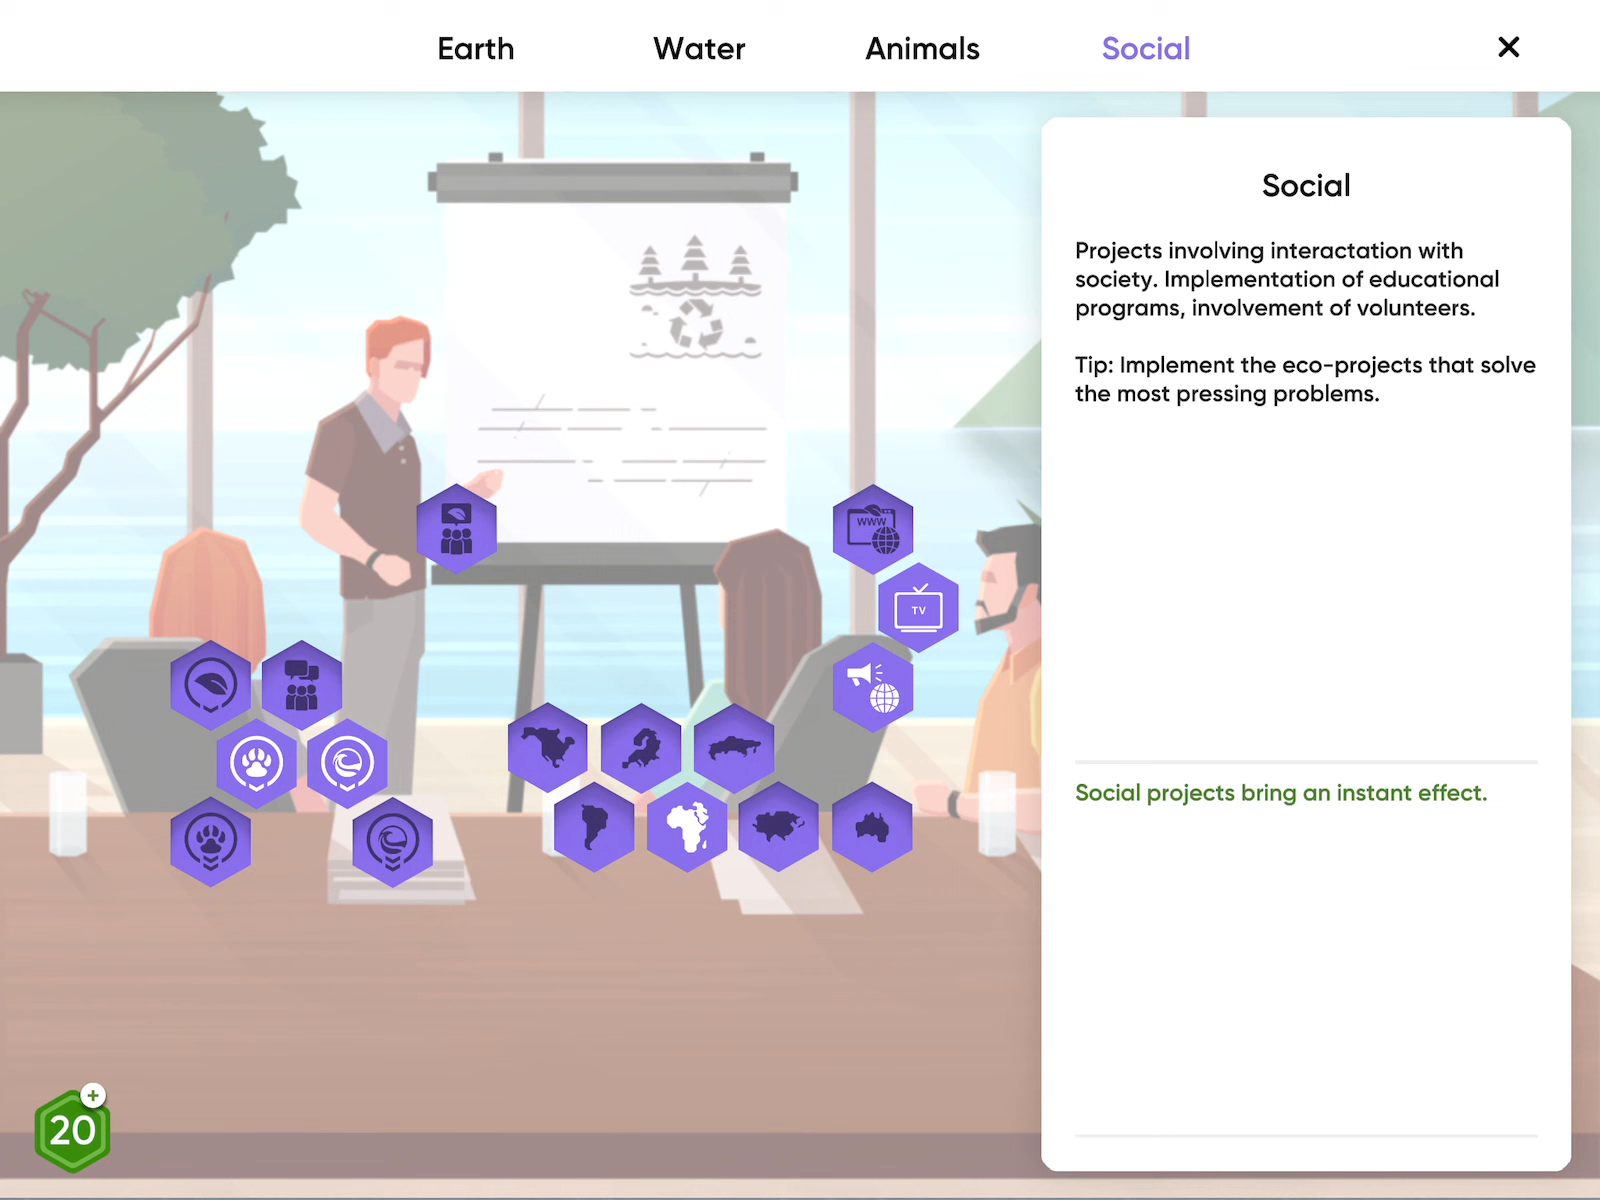 Earth
Water
Animals
Social
Social
Projects involving interactation with
society. Implementation of educational
programs, involvement of volunteers.
Tip: Implement the eco-projects that solve
the most pressing problems.
WWW
TV
Social projects bring an instant effect.
20